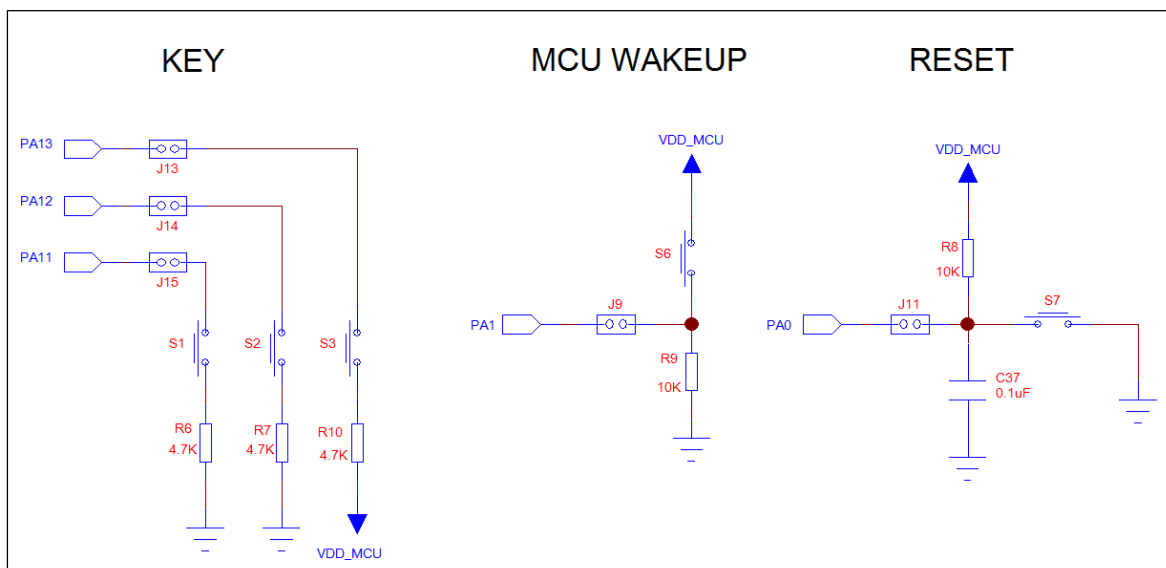 KEY
MCU WAKEUP
RESET
PA13
J13
PA12
J14
PA11
J15
S1
S2
S3
R6
4.7K
R7
4.7K
R10
4.7K
VDD_MCU
VDD_MCU
S6
J9
PA1
R9
10K
VDD_MCU
R8
10K
J11
S7
PA0
C37
0.1uF